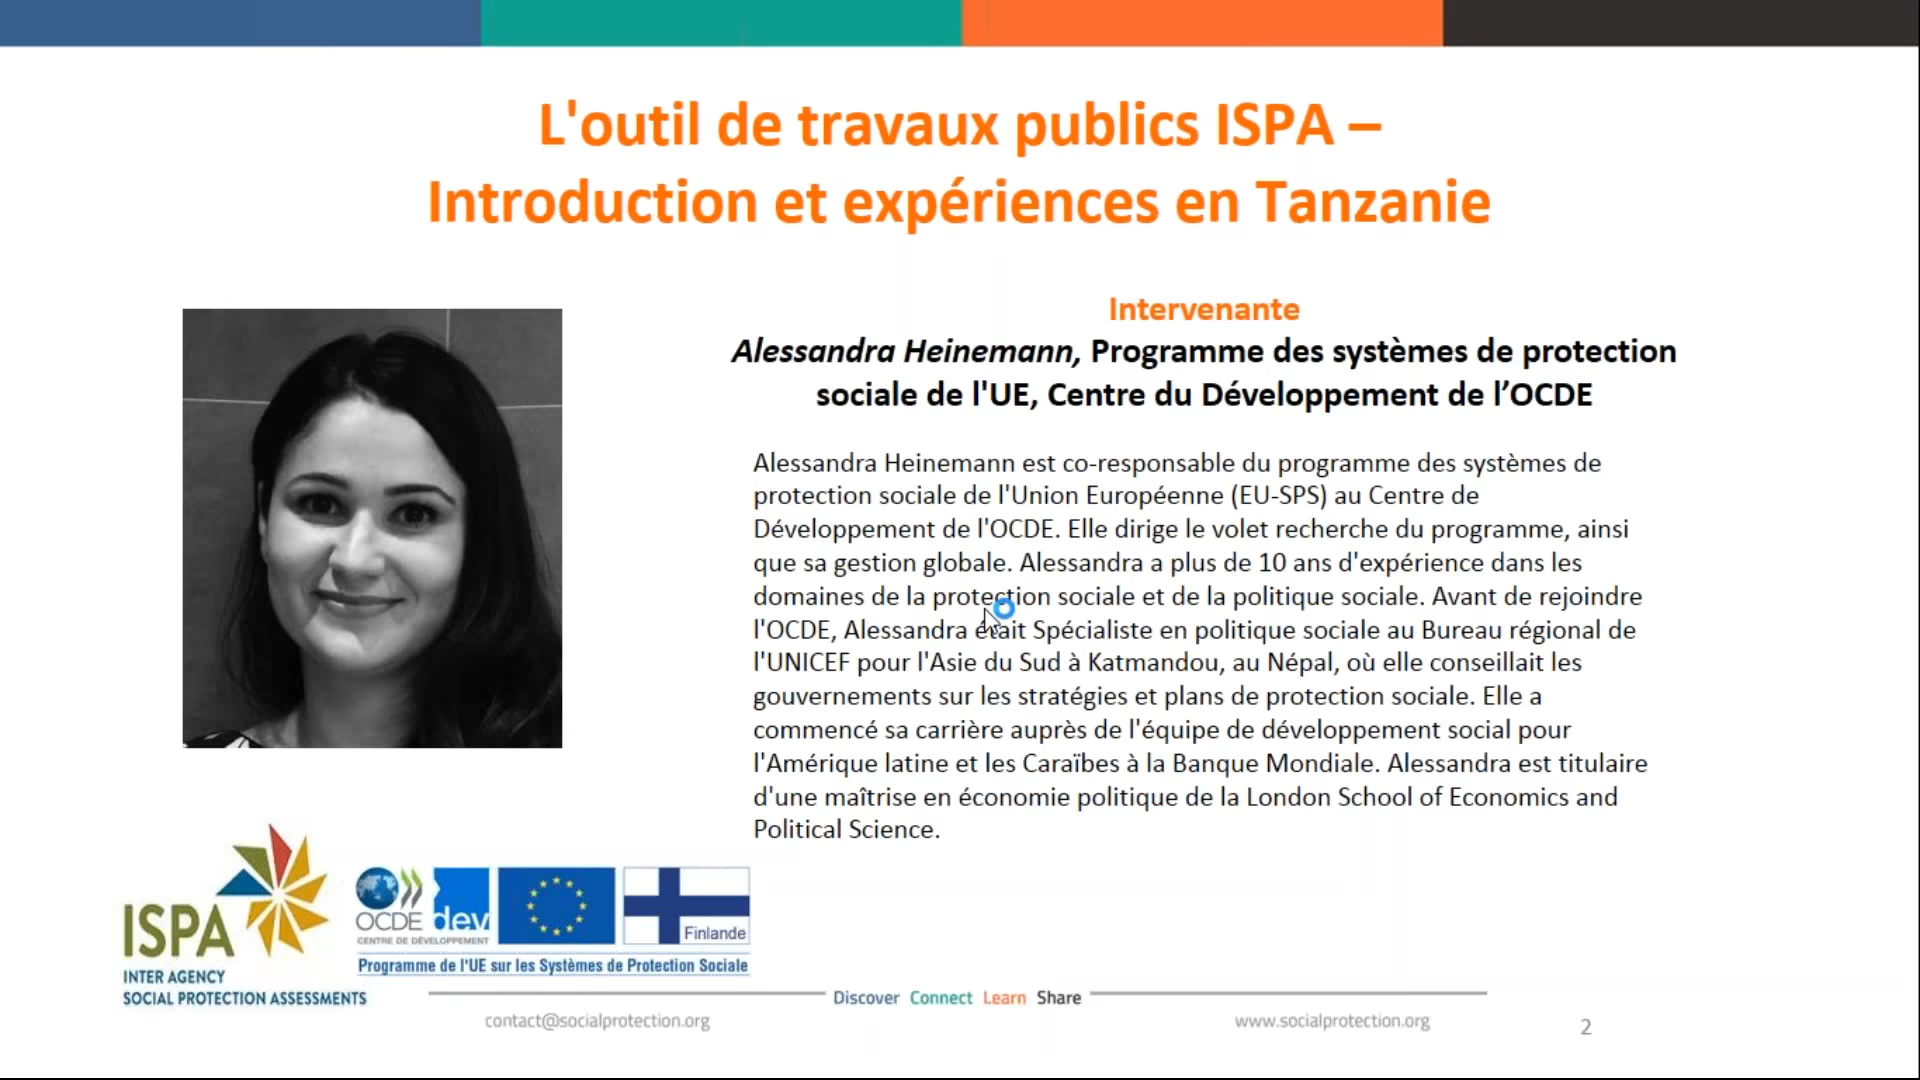 L'outil de travaux publics ISPA –
Introduction et expériences en Tanzanie
Intervenante
Alessandra Heinemann, Programme des systèmes de protection
sociale de l'UE, Centre du Développement de l’OCDE
Alessandra Heinemann est co-responsable du programme des systèmes de
protection sociale de l'Union Européenne (EU-SPS) au Centre de
Développement de l'OCDE. Elle dirige le volet recherche du programme, ainsi
que sa gestion globale. Alessandra a plus de 10 ans d'expérience dans les
domaines de la protection sociale et de la politique sociale. Avant de rejoindre
l'OCDE, Alessandra était Spécialiste en politique sociale au Bureau régional de
l'UNICEF pour l'Asie du Sud à Katmandou, au Népal, où elle conseillait les
gouvernements sur les stratégies et plans de protection sociale. Elle a
commencé sa carrière auprès de l'équipe de développement social pour
l'Amérique latine et les Caraïbes à la Banque Mondiale. Alessandra est titulaire
d'une maîtrise en économie politique de la London School of Economics and
Political Science.
ISPA
INTER AGENCY
SOCIAL PROTECTION ASSESSMENTS
OCDE dev
CENTRE DE DÉVELOPPEMENT
Finlande
Programme de l'UE sur les Systèmes de Protection Sociale
Discover Connect Learn Share
contact@socialprotection.org
www.socialprotection.org
2